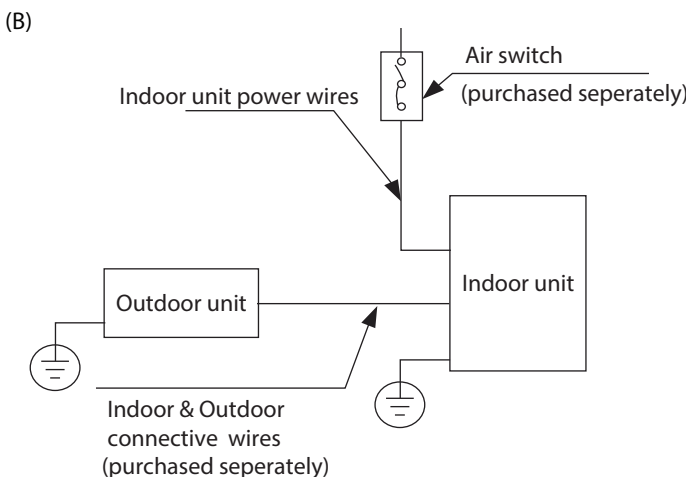 (B)
Air switch
(purchased seperately)
Indoor unit power wires
Indoor unit
Outdoor unit
Indoor & Outdoor
connective wires
(purchased seperately)